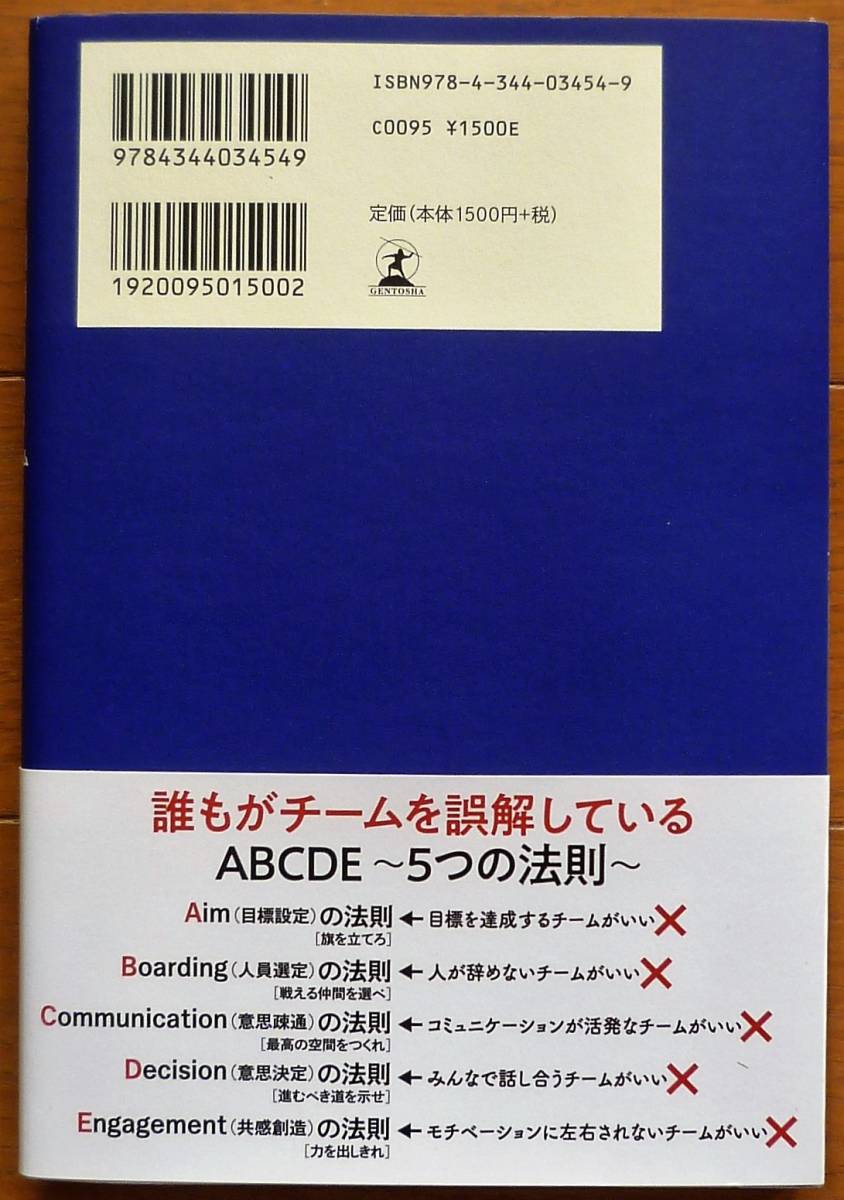 ISBN978-4-344-03454-9
9784344034549
C0095 ¥1500E
定価(本体1500円+税)
1920095015002
GENTOSHA
誰もがチームを誤解している
ABCDE ～5つの法則～
Aim(目標設定)の法則 ← 目標を達成するチームがいい ✕
[旗を立てろ]
Boarding(人員選定)の法則 ← 人が辞めないチームがいい ✕
[戦える仲間を選べ]
Communication(意思疎通)の法則 ← コミュニケーションが活発なチームがいい ✕
[最高の空間をつくれ]
Decision(意思決定)の法則 ← みんなで話し合うチームがいい ✕
[進むべき道を示せ]
Engagement(共感創造)の法則 ← モチベーションに左右されないチームがいい ✕
[力を出しきれ]